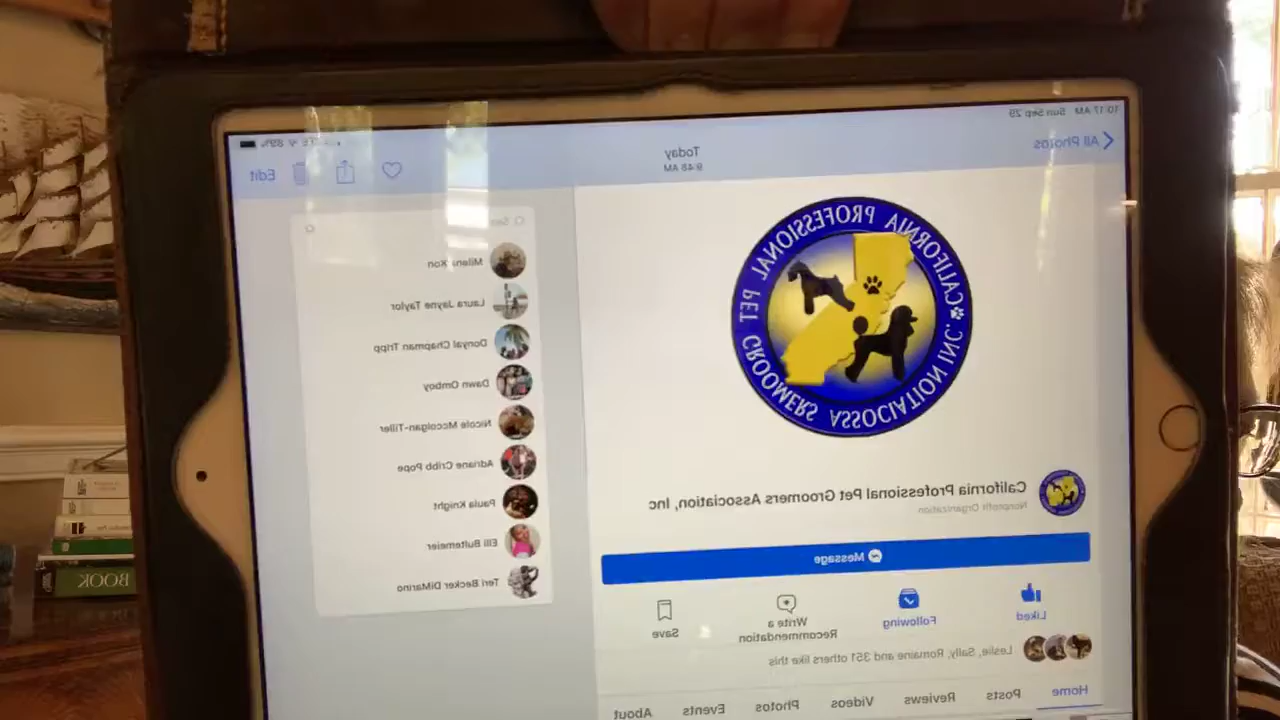 10:17 AM Sun Sep 29
89%
All Photos
Today
9:48 AM
Edit
CALIFORNIA PROFESSIONAL PET GROOMERS ASSOCIATION INC.
California Professional Pet Groomers Association, Inc
Nonprofit Organization
Message
Liked
Following
Write a
Recommendation
Save
Leslie, Sally, Romaine and 351 others like this
Home Posts Reviews Videos Photos Events About
Milena Kon
Laura Jayne Taylor
Donyal Chapman Tripp
Dawn Omboy
Nicole Mccolgan-Tiller
Adriane Cribb Pope
Paula Knight
Elli Bultemeier
Teri Becker DiMarino
BOOK